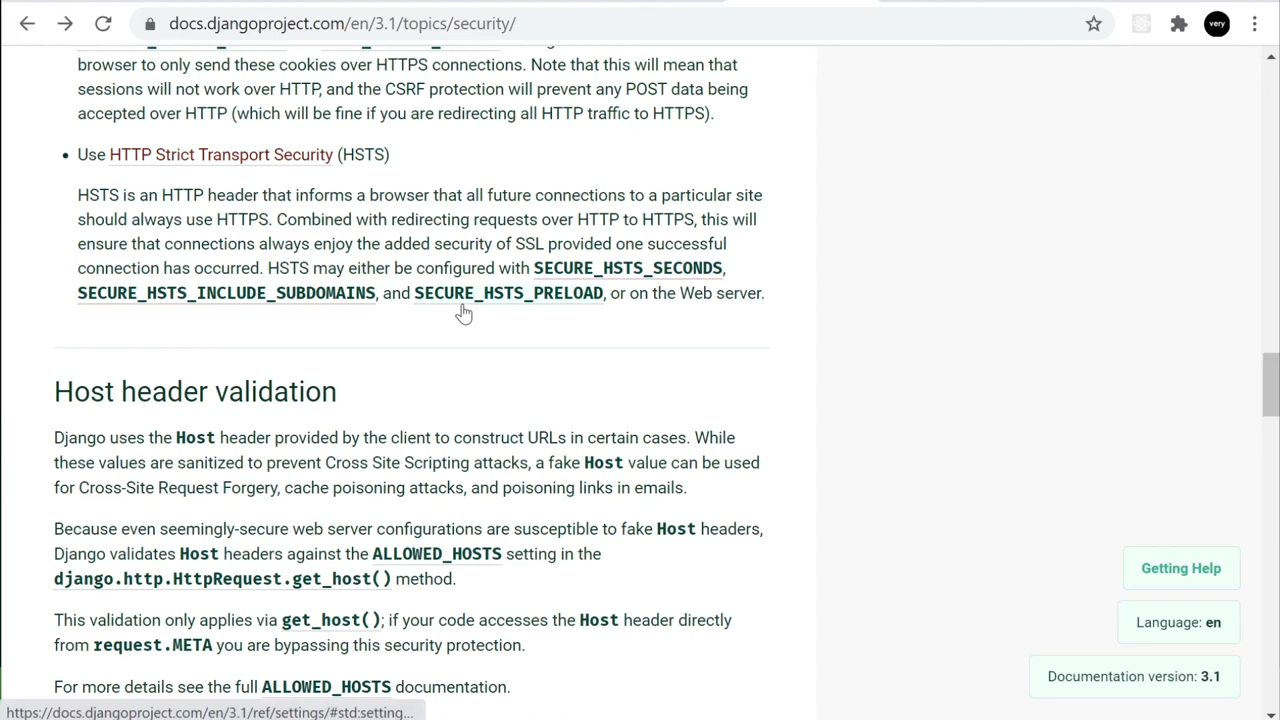 docs.djangoproject.com/en/3.1/topics/security/
very
browser to only send these cookies over HTTPS connections. Note that this will mean that
sessions will not work over HTTP, and the CSRF protection will prevent any POST data being
accepted over HTTP (which will be fine if you are redirecting all HTTP traffic to HTTPS).
• Use HTTP Strict Transport Security (HSTS)
HSTS is an HTTP header that informs a browser that all future connections to a particular site
should always use HTTPS. Combined with redirecting requests over HTTP to HTTPS, this will
ensure that connections always enjoy the added security of SSL provided one successful
connection has occurred. HSTS may either be configured with SECURE_HSTS_SECONDS,
SECURE_HSTS_INCLUDE_SUBDOMAINS, and SECURE_HSTS_PRELOAD, or on the Web server.
Host header validation
Django uses the Host header provided by the client to construct URLs in certain cases. While
these values are sanitized to prevent Cross Site Scripting attacks, a fake Host value can be used
for Cross-Site Request Forgery, cache poisoning attacks, and poisoning links in emails.
Because even seemingly-secure web server configurations are susceptible to fake Host headers,
Django validates Host headers against the ALLOWED_HOSTS setting in the
django.http.HttpRequest.get_host() method.
This validation only applies via get_host(); if your code accesses the Host header directly
from request.META you are bypassing this security protection.
For more details see the full ALLOWED_HOSTS documentation.
Getting Help
Language: en
Documentation version: 3.1
https://docs.djangoproject.com/en/3.1/ref/settings/#std:setting...